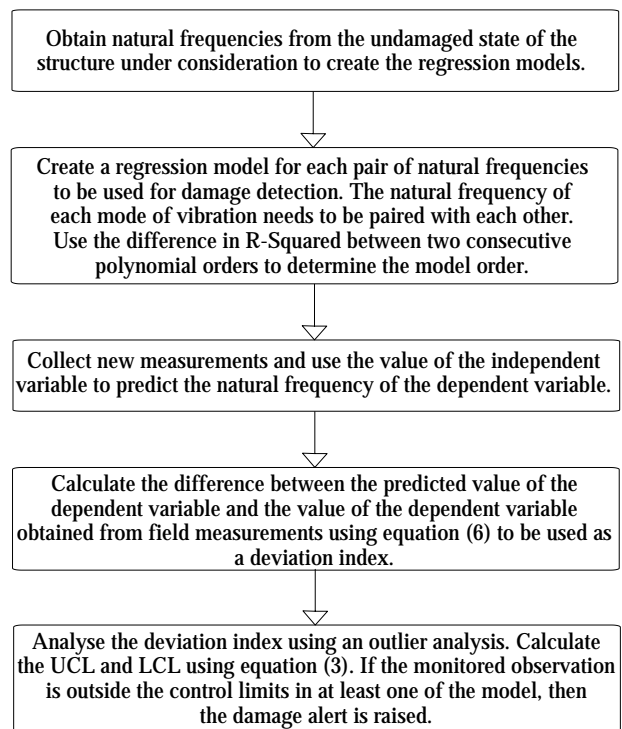 Obtain natural frequencies from the undamaged state of the
structure under consideration to create the regression models.
Create a regression model for each pair of natural frequencies
to be used for damage detection. The natural frequency of
each mode of vibration needs to be paired with each other.
Use the difference in R-Squared between two consecutive
polynomial orders to determine the model order.
Collect new measurements and use the value of the independent
variable to predict the natural frequency of the dependent variable.
Calculate the difference between the predicted value of the
dependent variable and the value of the dependent variable
obtained from field measurements using equation (6) to be used as
a deviation index.
Analyse the deviation index using an outlier analysis. Calculate
the UCL and LCL using equation (3). If the monitored observation
is outside the control limits in at least one of the model, then
the damage alert is raised.